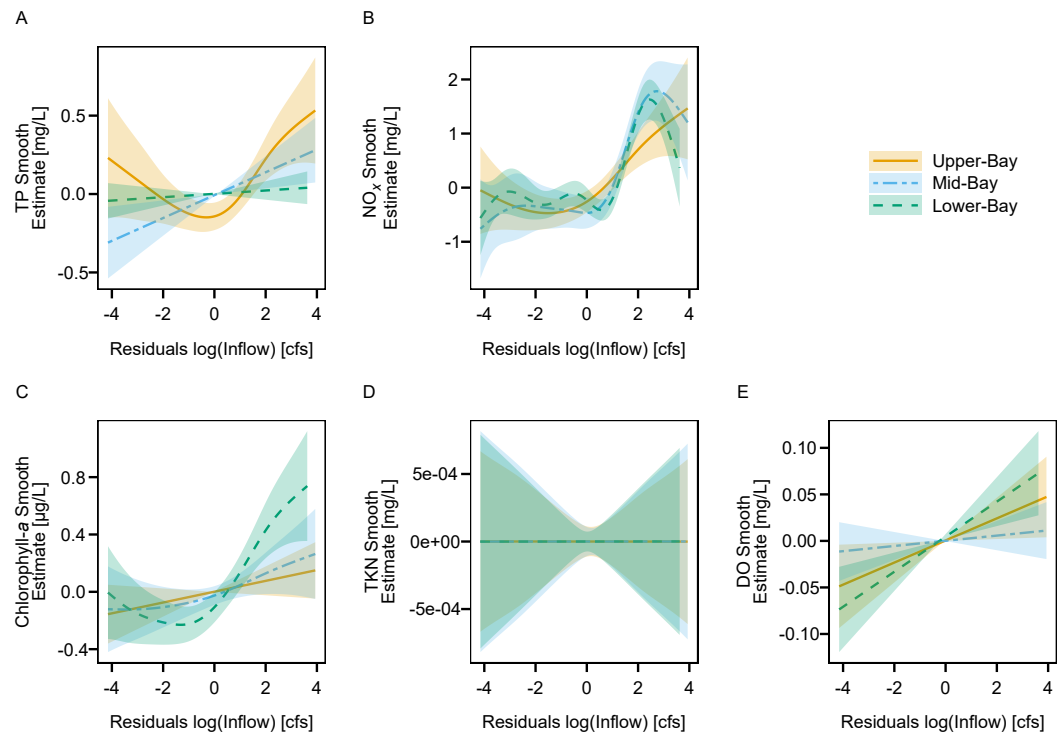 A
TP Smooth
Estimate [mg/L]
0.5
0.0
-0.5
-4 -2 0 2 4
Residuals log(Inflow) [cfs]
B
NOx Smooth
Estimate [mg/L]
2
1
0
-1
-4 -2 0 2 4
Residuals log(Inflow) [cfs]
Upper-Bay
Mid-Bay
Lower-Bay
C
Chlorophyll-a Smooth
Estimate [µg/L]
0.8
0.4
0.0
-0.4
-4 -2 0 2 4
Residuals log(Inflow) [cfs]
D
TKN Smooth
Estimate [mg/L]
5e-04
0e+00
-5e-04
-4 -2 0 2 4
Residuals log(Inflow) [cfs]
E
DO Smooth
Estimate [mg/L]
0.10
0.05
0.00
-0.05
-0.10
-4 -2 0 2 4
Residuals log(Inflow) [cfs]